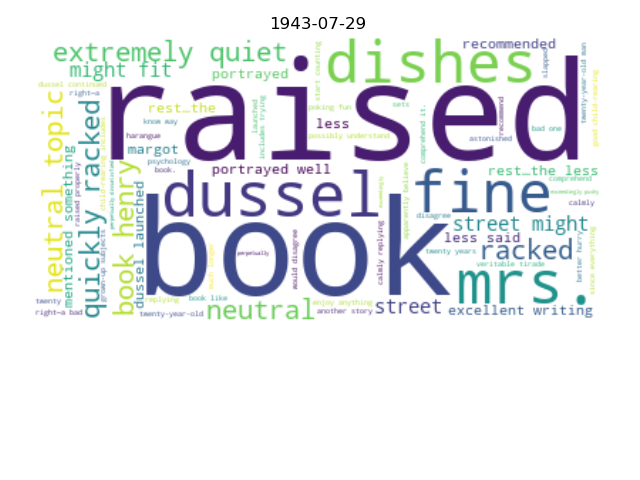 1943-07-29
extremely quiet
might fit
dussel continued
right—a
portrayed
dishes
recommended
slapped
twenty-year-old man
good child-rearing
start counting
poking fun
sets
raised
rest…the
know way
harangue
margot
psychology
book.
launched
includes trying
less
possibly understand
comprehend it.
recommend
astonished
bad one
neutral topic
mentioned something
raised properly
quickly racked
grown-up subjects
book henry
dussel launched
portrayed well
dussel
fine
rest…the less
comprehend
calmly
apparently believe
disagree
street might
less said
racked
twenty years
veritable tirade
better hurry
since everything
book
perpetually
would disagree
calmly replying
mrs.
twenty
right—a bad
replying
book like
twenty-year-old
neutral
enjoy anything
another story
street
excellent writing